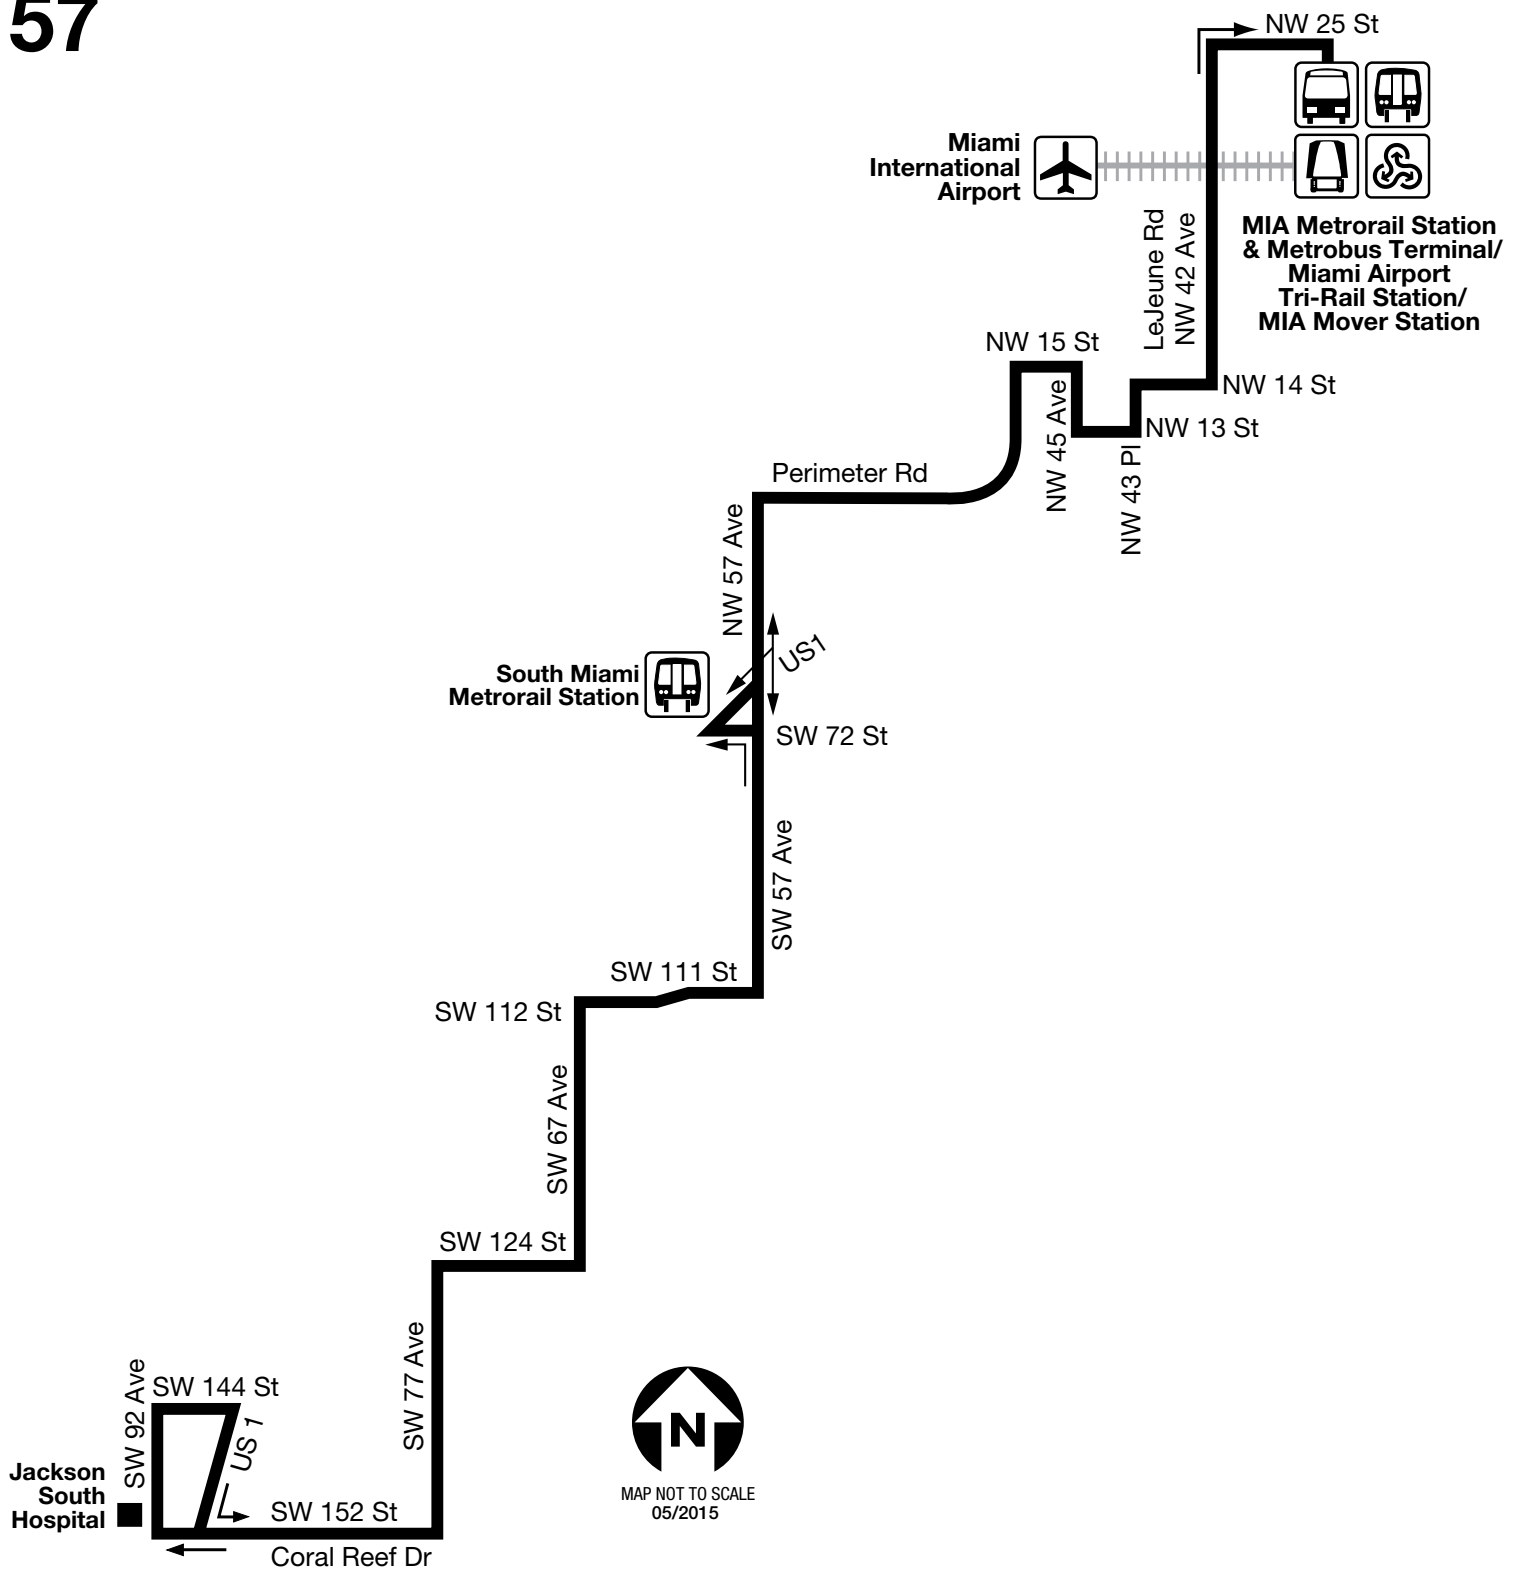 57
NW 25 St
Miami
International
Airport
MIA Metrorail Station
& Metrobus Terminal/
Miami Airport
Tri-Rail Station/
MIA Mover Station
LeJeune Rd
NW 42 Ave
NW 15 St
NW 14 St
NW 45 Ave
NW 13 St
NW 43 Pl
Perimeter Rd
NW 57 Ave
US1
South Miami
Metrorail Station
SW 72 St
SW 57 Ave
SW 111 St
SW 112 St
SW 67 Ave
SW 124 St
SW 77 Ave
SW 92 Ave
SW 144 St
US 1
Jackson
South
Hospital
SW 152 St
Coral Reef Dr
N
MAP NOT TO SCALE
05/2015